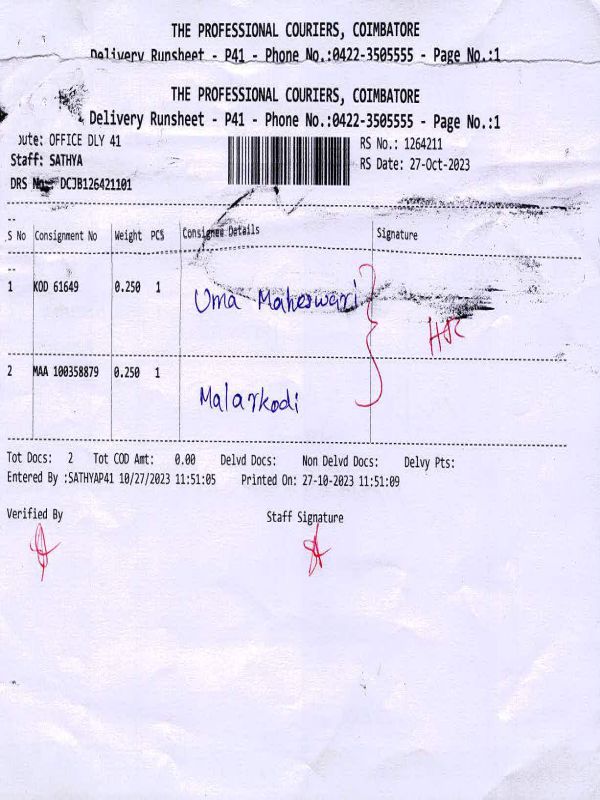 THE PROFESSIONAL COURIERS, COIMBATORE
Delivery Runsheet - P41 - Phone No.:0422-3505555 - Page No.:1
THE PROFESSIONAL COURIERS, COIMBATORE
Delivery Runsheet - P41 - Phone No.:0422-3505555 - Page No.:1
oute: OFFICE DLY 41
RS No.: 1264211
Staff: SATHYA
RS Date: 27-Oct-2023
DRS No.: DCJB126421101
S No Consignment No Weight PCS Consignee Details Signature
1 KOD 61649 0.250 1 Uma Maheswari
2 MAA 100358879 0.250 1 Malarkodi
Tot Docs: 2 Tot COD Amt: 0.00 Delvd Docs: Non Delvd Docs: Delvy Pts:
Entered By :SATHYAP41 10/27/2023 11:51:05 Printed On: 27-10-2023 11:51:09
Verified By Staff Signature